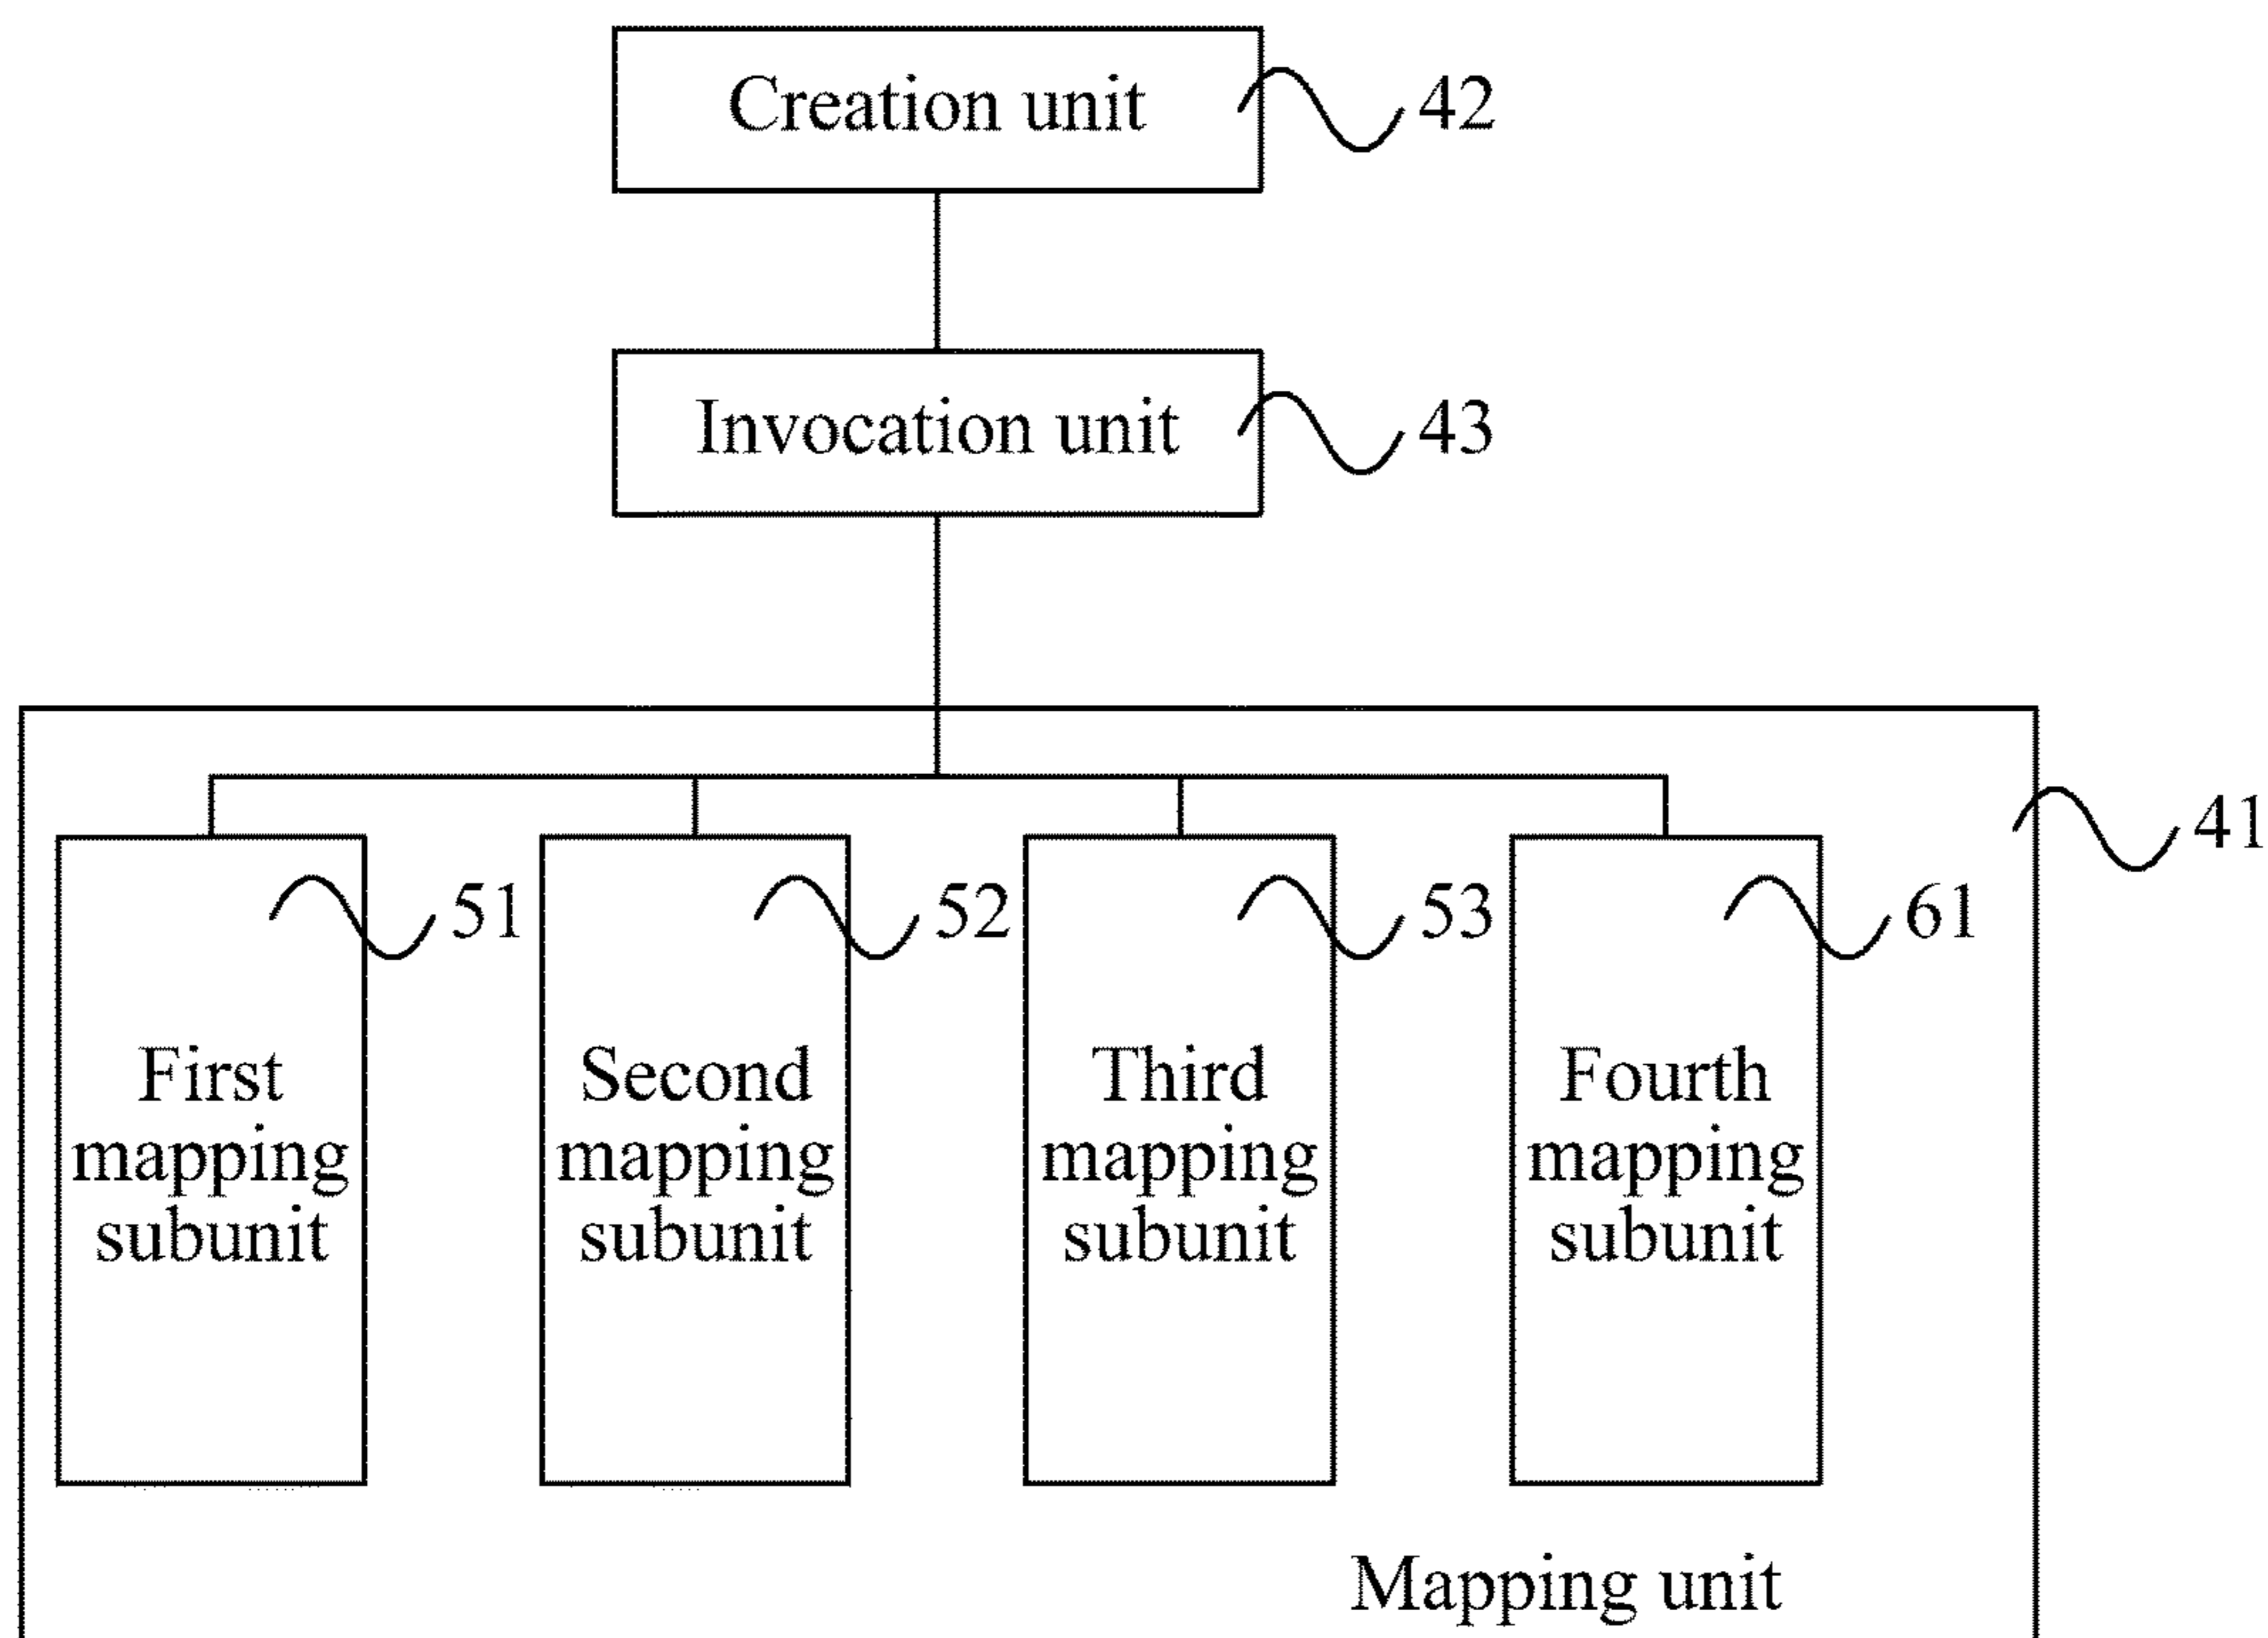 Creation unit
42
Invocation unit
43
41
51
52
53
61
First
mapping
subunit
Second
mapping
subunit
Third
mapping
subunit
Fourth
mapping
subunit
Mapping unit